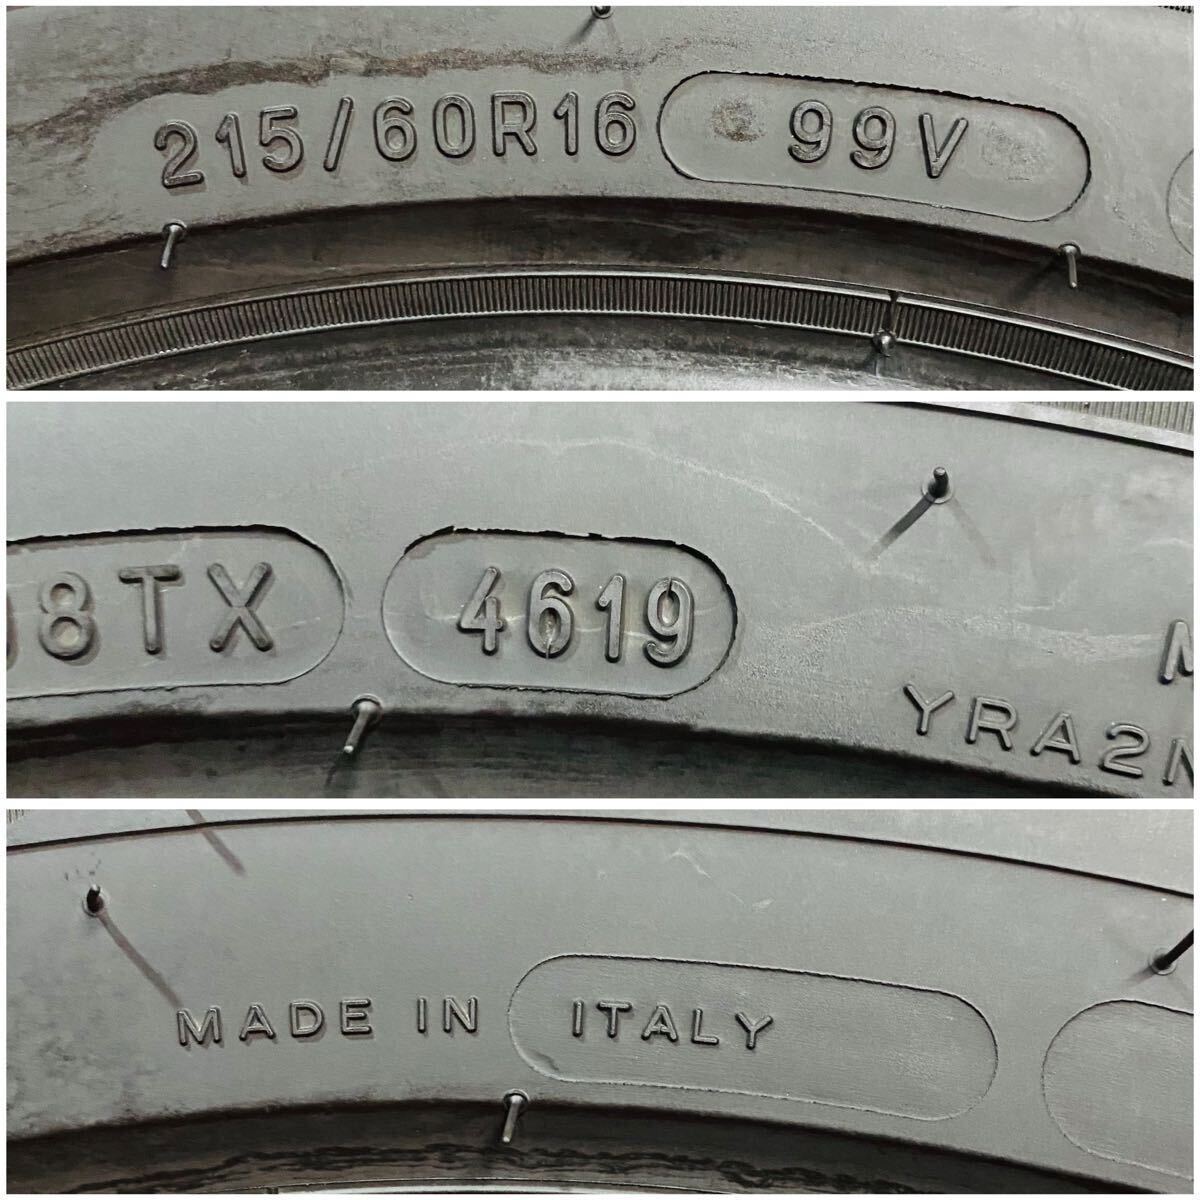 215/60R16 99V
8TX 4619
YRA2
MADE IN ITALY